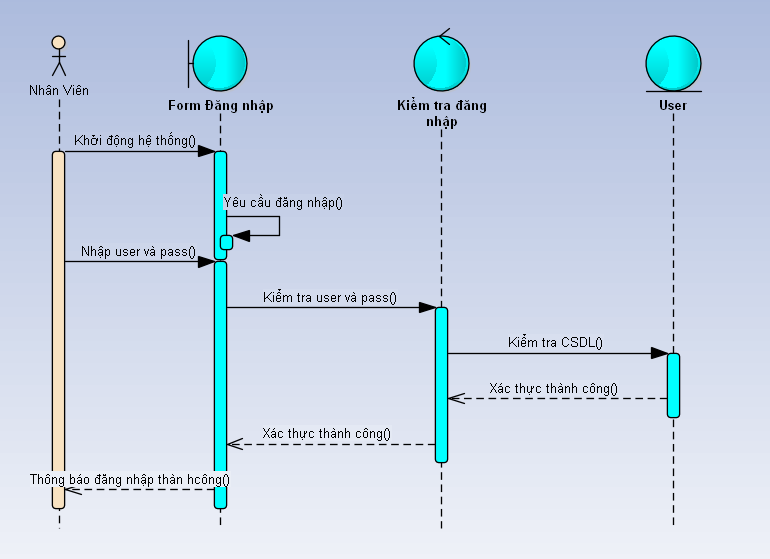 Nhân Viên
Form Đăng nhập
Kiểm tra đăng
nhập
User
Khởi động hệ thống()
Yêu cầu đăng nhập()
Nhập user và pass()
Kiểm tra user và pass()
Kiểm tra CSDL()
Xác thực thành công()
Xác thực thành công()
Thông báo đăng nhập thàn hcông()